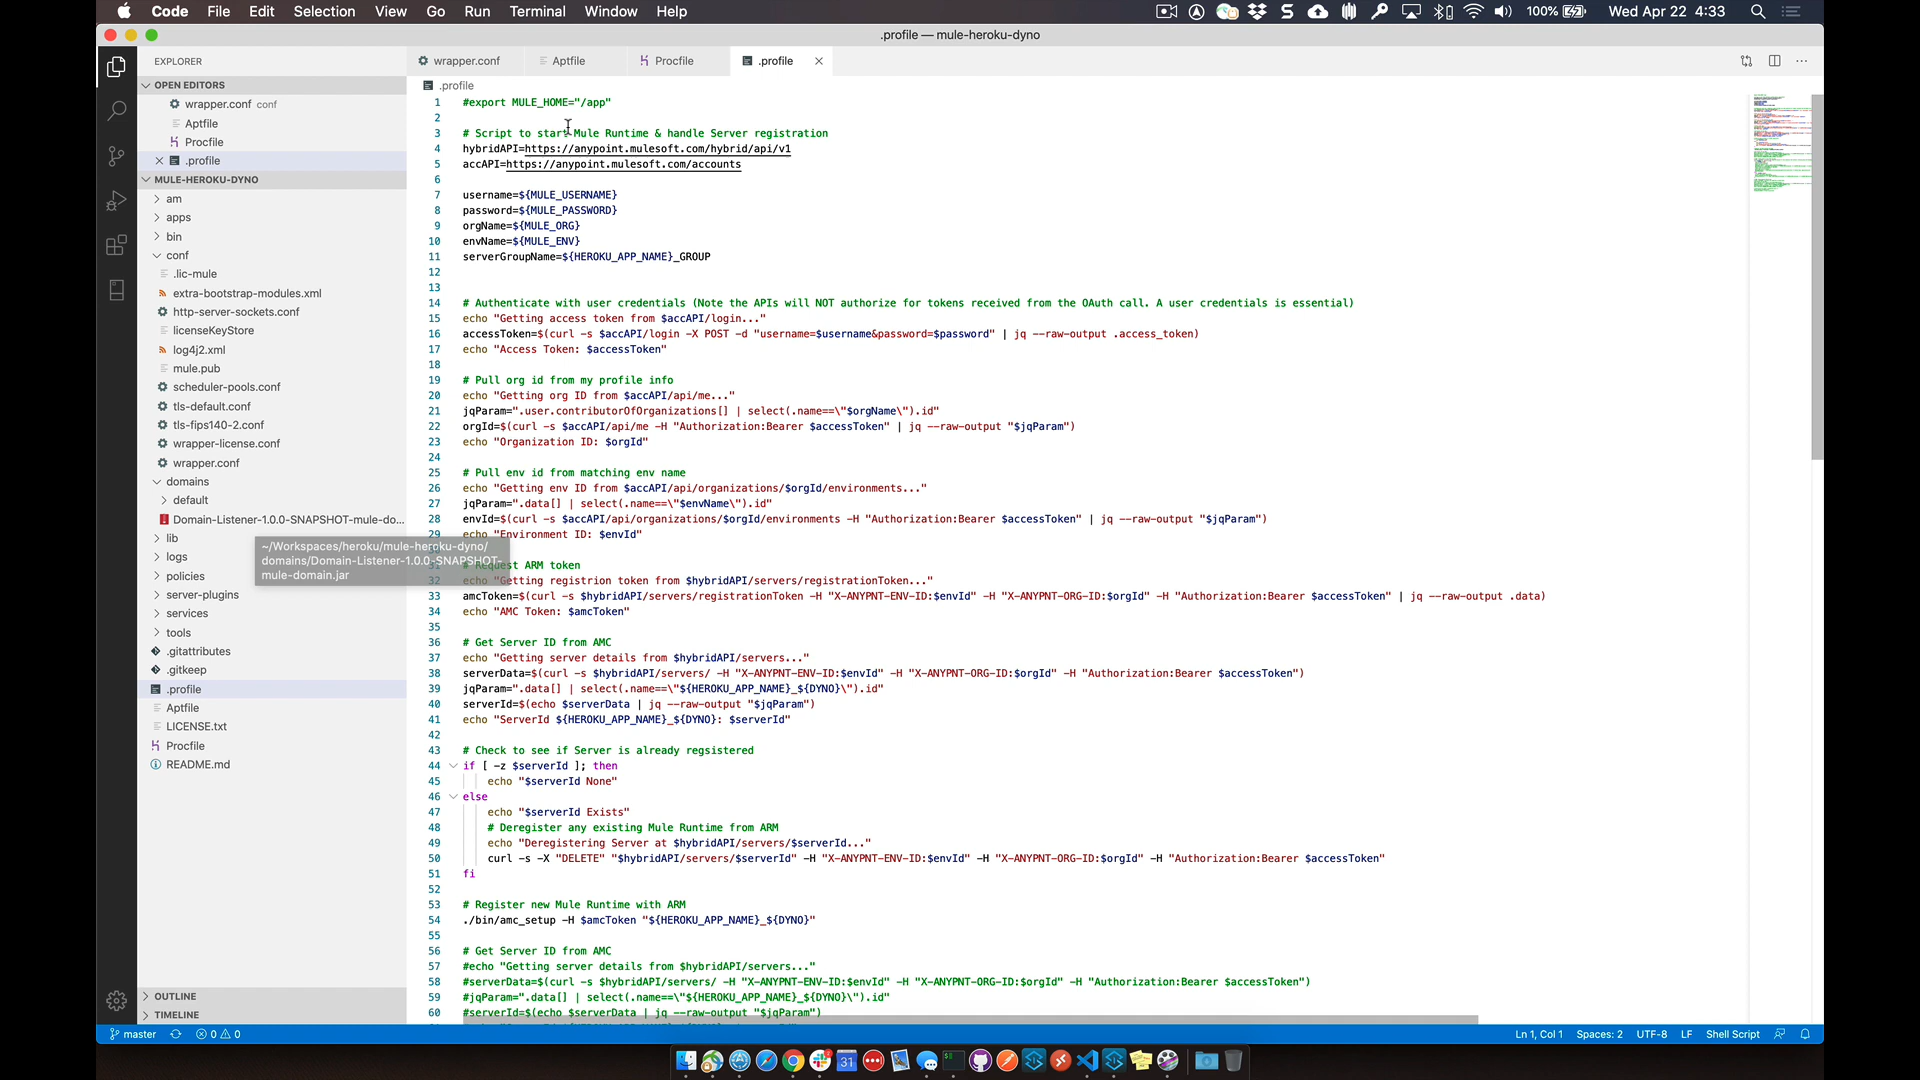 Code File Edit Selection View Go Run Terminal Window Help 100% Wed Apr 22 4:33
.profile — mule-heroku-dyno
EXPLORER
OPEN EDITORS
wrapper.conf conf
Aptfile
Procfile
.profile
MULE-HEROKU-DYNO
am
apps
bin
conf
.lic-mule
extra-bootstrap-modules.xml
http-server-sockets.conf
licenseKeyStore
log4j2.xml
mule.pub
scheduler-pools.conf
tls-default.conf
tls-fips140-2.conf
wrapper-license.conf
wrapper.conf
domains
default
Domain-Listener-1.0.0-SNAPSHOT-mule-do...
lib
logs
policies
server-plugins
services
tools
.gitattributes
.gitkeep
.profile
Aptfile
LICENSE.txt
Procfile
README.md
~/Workspaces/heroku/mule-heroku-dyno/
domains/Domain-Listener-1.0.0-SNAPSHOT-
mule-domain.jar
OUTLINE
TIMELINE
wrapper.conf Aptfile Procfile .profile
.profile
1 #export MULE_HOME="/app"
2
3 # Script to start Mule Runtime & handle Server registration
4 hybridAPI=https://anypoint.mulesoft.com/hybrid/api/v1
5 accAPI=https://anypoint.mulesoft.com/accounts
6
7 username=${MULE_USERNAME}
8 password=${MULE_PASSWORD}
9 orgName=${MULE_ORG}
10 envName=${MULE_ENV}
11 serverGroupName=${HEROKU_APP_NAME}_GROUP
12
13
14 # Authenticate with user credentials (Note the APIs will NOT authorize for tokens received from the OAuth call. A user credentials is essential)
15 echo "Getting access token from $accAPI/login..."
16 accessToken=$(curl -s $accAPI/login -X POST -d "username=$username&password=$password" | jq --raw-output .access_token)
17 echo "Access Token: $accessToken"
18
19 # Pull org id from my profile info
20 echo "Getting org ID from $accAPI/api/me..."
21 jqParam=".user.contributorOfOrganizations[] | select(.name==\"$orgName\").id"
22 orgId=$(curl -s $accAPI/api/me -H "Authorization:Bearer $accessToken" | jq --raw-output "$jqParam")
23 echo "Organization ID: $orgId"
24
25 # Pull env id from matching env name
26 echo "Getting env ID from $accAPI/api/organizations/$orgId/environments..."
27 jqParam=".data[] | select(.name==\"$envName\").id"
28 envId=$(curl -s $accAPI/api/organizations/$orgId/environments -H "Authorization:Bearer $accessToken" | jq --raw-output "$jqParam")
29 echo "Environment ID: $envId"
31 # Request ARM token
32 echo "Getting registrion token from $hybridAPI/servers/registrationToken..."
33 amcToken=$(curl -s $hybridAPI/servers/registrationToken -H "X-ANYPNT-ENV-ID:$envId" -H "X-ANYPNT-ORG-ID:$orgId" -H "Authorization:Bearer $accessToken" | jq --raw-output .data)
34 echo "AMC Token: $amcToken"
35
36 # Get Server ID from AMC
37 echo "Getting server details from $hybridAPI/servers..."
38 serverData=$(curl -s $hybridAPI/servers/ -H "X-ANYPNT-ENV-ID:$envId" -H "X-ANYPNT-ORG-ID:$orgId" -H "Authorization:Bearer $accessToken")
39 jqParam=".data[] | select(.name==\"${HEROKU_APP_NAME}_${DYNO}\").id"
40 serverId=$(echo $serverData | jq --raw-output "$jqParam")
41 echo "ServerId ${HEROKU_APP_NAME}_${DYNO}: $serverId"
42
43 # Check to see if Server is already regsistered
44 if [ -z $serverId ]; then
45 echo "$serverId None"
46 else
47 echo "$serverId Exists"
48 # Deregister any existing Mule Runtime from ARM
49 echo "Deregistering Server at $hybridAPI/servers/$serverId..."
50 curl -s -X "DELETE" "$hybridAPI/servers/$serverId" -H "X-ANYPNT-ENV-ID:$envId" -H "X-ANYPNT-ORG-ID:$orgId" -H "Authorization:Bearer $accessToken"
51 fi
52
53 # Register new Mule Runtime with ARM
54 ./bin/amc_setup -H $amcToken "${HEROKU_APP_NAME}_${DYNO}"
55
56 # Get Server ID from AMC
57 #echo "Getting server details from $hybridAPI/servers..."
58 #serverData=$(curl -s $hybridAPI/servers/ -H "X-ANYPNT-ENV-ID:$envId" -H "X-ANYPNT-ORG-ID:$orgId" -H "Authorization:Bearer $accessToken")
59 #jqParam=".data[] | select(.name==\"${HEROKU_APP_NAME}_${DYNO}\").id"
60 #serverId=$(echo $serverData | jq --raw-output "$jqParam")
master 0 0 Ln 1, Col 1 Spaces: 2 UTF-8 LF Shell Script
31